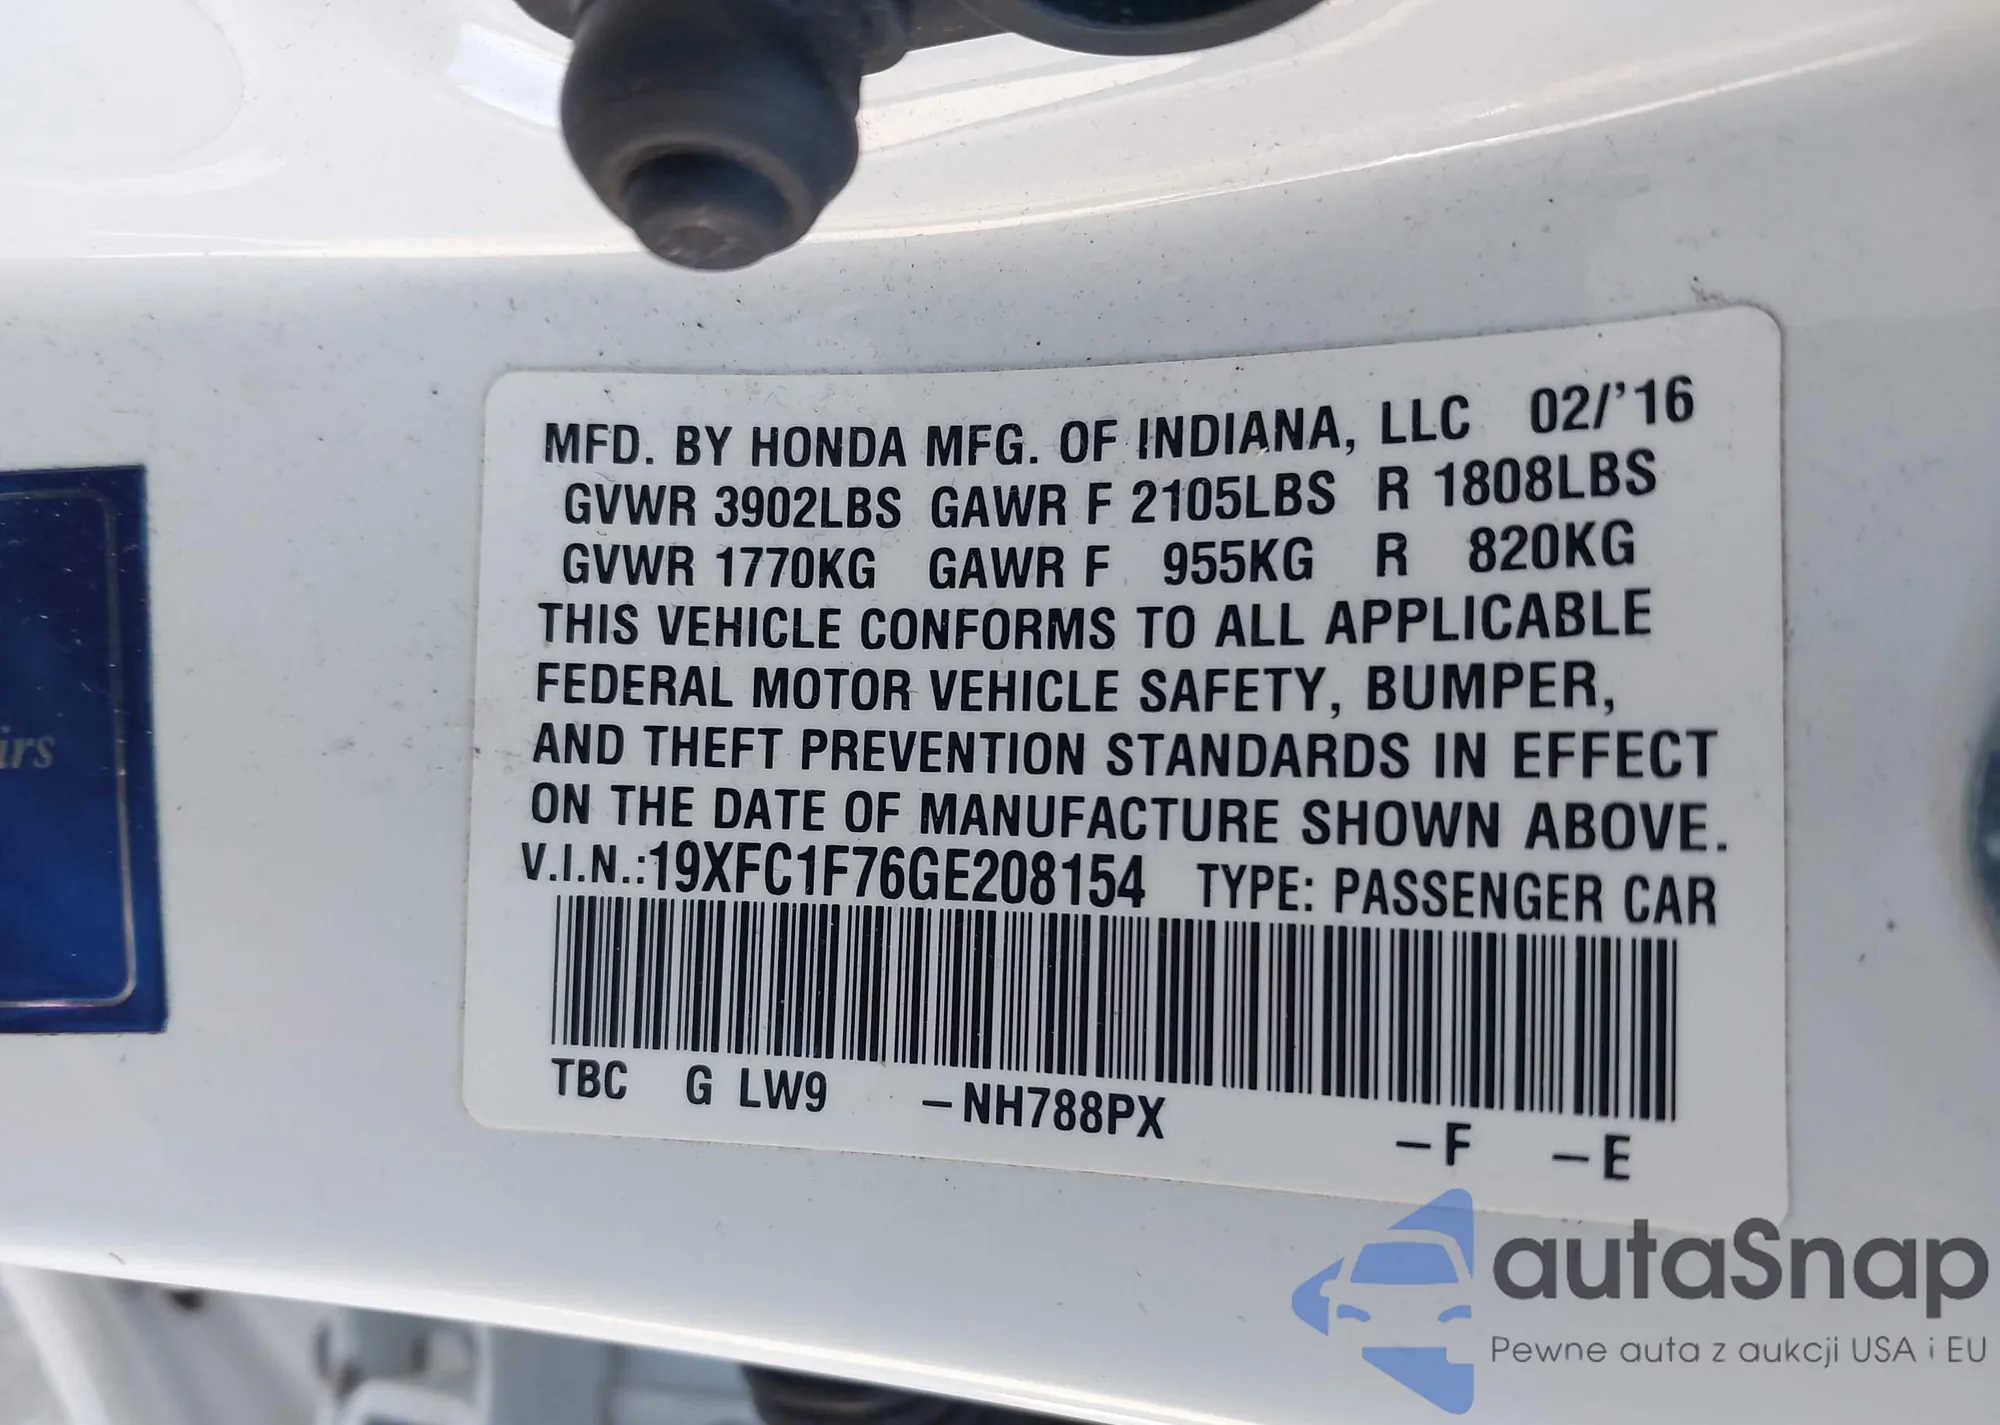 MFD. BY HONDA MFG. OF INDIANA, LLC 02/'16
GVWR 3902LBS GAWR F 2105LBS R 1808LBS
GVWR 1770KG GAWR F 955KG R 820KG
THIS VEHICLE CONFORMS TO ALL APPLICABLE
FEDERAL MOTOR VEHICLE SAFETY, BUMPER,
AND THEFT PREVENTION STANDARDS IN EFFECT
ON THE DATE OF MANUFACTURE SHOWN ABOVE.
V.I.N.:19XFC1F76GE208154 TYPE: PASSENGER CAR
TBC G LW9 –NH788PX –F –E
autaSnap
Pewne auta z aukcji USA i EU